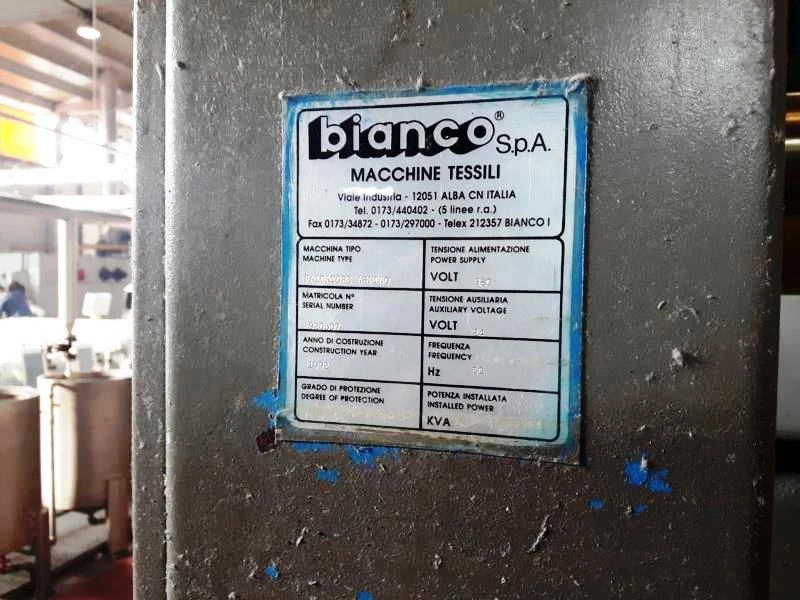 bianco® S.p.A.
MACCHINE TESSILI
Viale Industria - 12051 ALBA CN ITALIA
Tel. 0173/440402 - (5 linee r.a.)
Fax 0173/34872 - 0173/297000 - Telex 212357 BIANCO I
MACCHINA TIPO
MACHINE TYPE
TENSIONE ALIMENTAZIONE
POWER SUPPLY
VOLT
MATRICOLA N°
SERIAL NUMBER
TENSIONE AUSILIARIA
AUXILIARY VOLTAGE
VOLT 24
ANNO DI COSTRUZIONE
CONSTRUCTION YEAR
1992
FREQUENZA
FREQUENCY
Hz 50
GRADO DI PROTEZIONE
DEGREE OF PROTECTION
POTENZA INSTALLATA
INSTALLED POWER
KVA